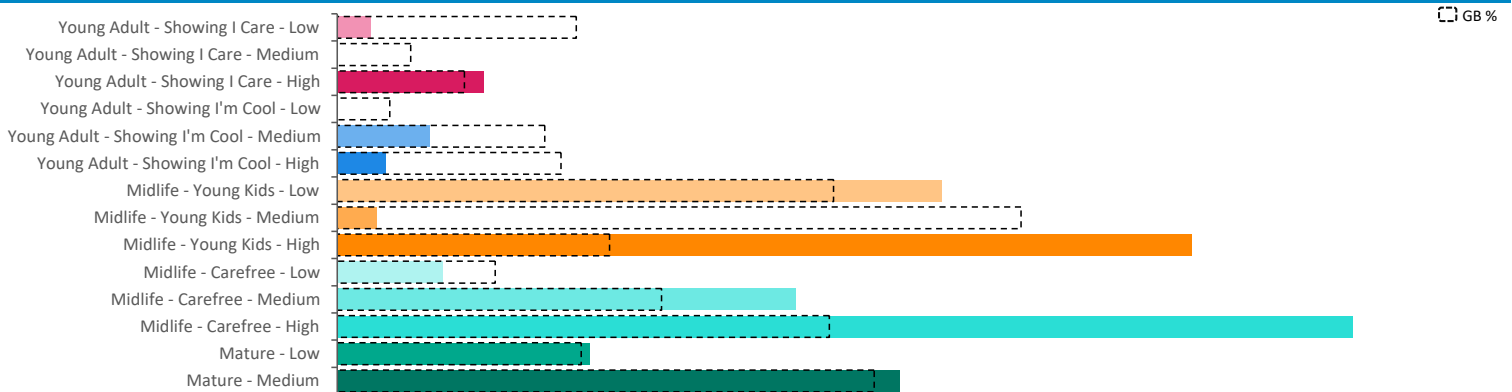 GB %
Young Adult - Showing I Care - Low
Young Adult - Showing I Care - Medium
Young Adult - Showing I Care - High
Young Adult - Showing I'm Cool - Low
Young Adult - Showing I'm Cool - Medium
Young Adult - Showing I'm Cool - High
Midlife - Young Kids - Low
Midlife - Young Kids - Medium
Midlife - Young Kids - High
Midlife - Carefree - Low
Midlife - Carefree - Medium
Midlife - Carefree - High
Mature - Low
Mature - Medium